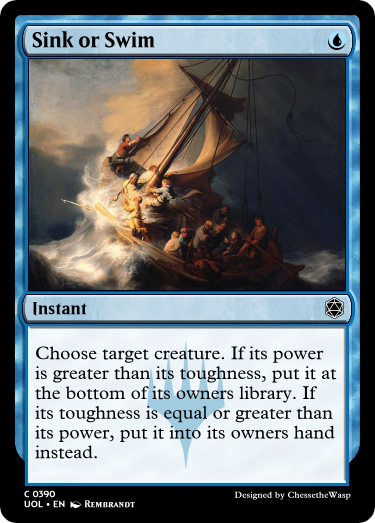 Sink or Swim
Instant
Choose target creature. If its power
is greater than its toughness, put it at
the bottom of its owners library. If
its toughness is equal or greater than
its power, put it into its owners hand
instead.
C 0390
UOL • EN Rembrandt
Designed by ChessetheWasp